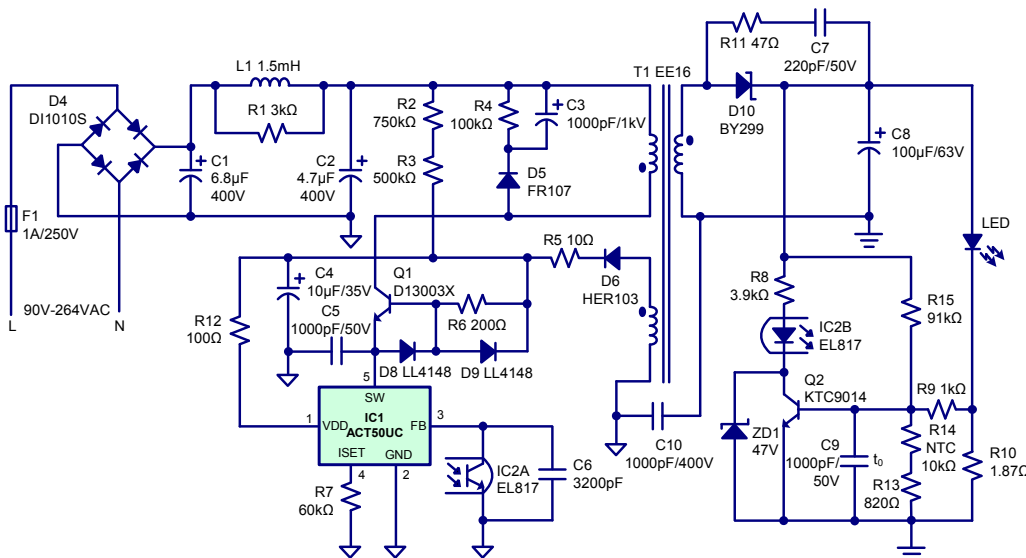 R11 47Ω
C7
220pF/50V
L1 1.5mH
T1 EE16
D4
DI1010S
R1 3kΩ
R2
750kΩ
R4
100kΩ
C3
1000pF/1kV
D10
BY299
+
C1
6.8µF
400V
+
C2
4.7µF
400V
R3
500kΩ
+
D5
FR107
+
C8
100µF/63V
F1
1A/250V
LED
R5 10Ω
D6
HER103
90V-264VAC
L
N
R12
100Ω
+
C4
10µF/35V
C5
1000pF/50V
Q1
D13003X
R6 200Ω
D8 LL4148
D9 LL4148
R8
3.9kΩ
R15
91kΩ
IC2B
EL817
5
SW
IC1
ACT50UC
1
VDD
FB
3
ISET
GND
4
2
R7
60kΩ
IC2A
EL817
C6
3200pF
C10
1000pF/400V
Q2
KTC9014
R9 1kΩ
ZD1
47V
C9
1000pF/
50V
t0
R14
NTC
10kΩ
R13
820Ω
R10
1.87Ω